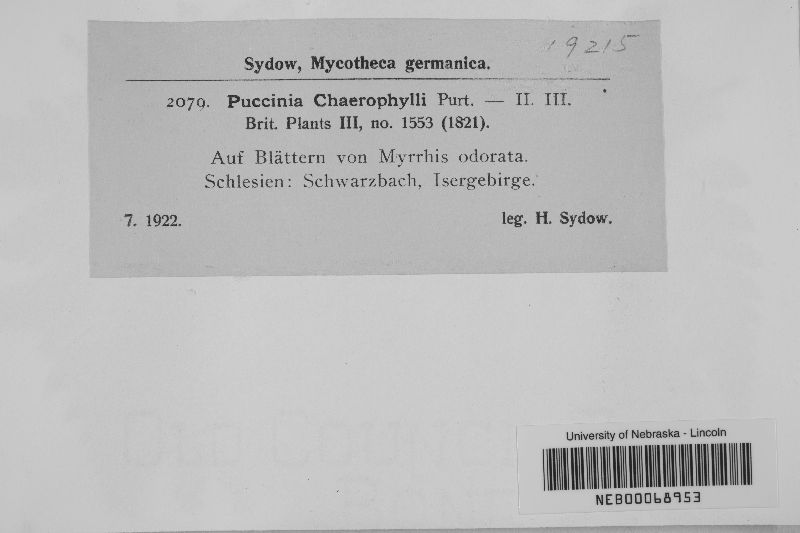 19215
Sydow, Mycotheca germanica.
2079. Puccinia Chaerophylli Purt. — II. III.
Brit. Plants III, no. 1553 (1821).
Auf Blättern von Myrrhis odorata.
Schlesien: Schwarzbach, Isergebirge.
7. 1922. leg. H. Sydow.
University of Nebraska - Lincoln
NEB00068953